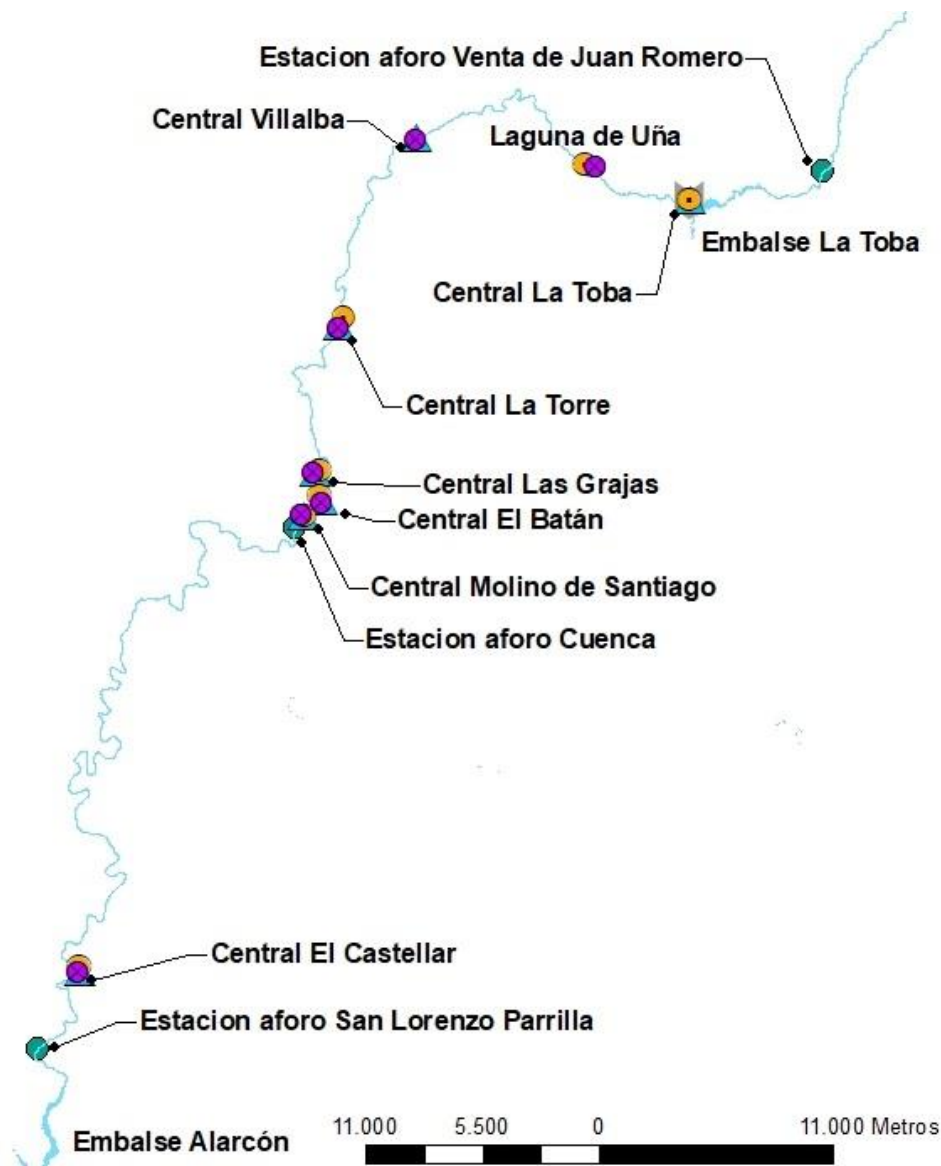 Estacion aforo Venta de Juan Romero
Central Villalba
Laguna de Uña
Embalse La Toba
Central La Toba
Central La Torre
Central Las Grajas
Central El Batán
Central Molino de Santiago
Estacion aforo Cuenca
Central El Castellar
Estacion aforo San Lorenzo Parrilla
Embalse Alarcón
11.000 5.500 0 11.000 Metros